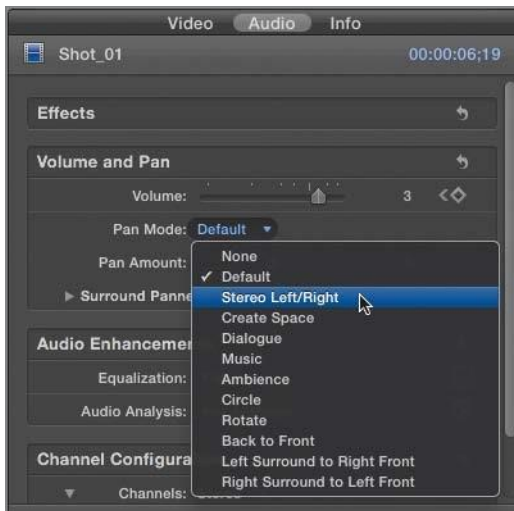 Video Audio Info
Shot_01 00:00:06;19
Effects
Volume and Pan
Volume: 3
Pan Mode: Default
Pan Amount:
Surround Panne
None
✓ Default
Stereo Left/Right
Create Space
Dialogue
Music
Ambience
Circle
Rotate
Back to Front
Left Surround to Right Front
Right Surround to Left Front
Audio Enhancemen
Equalization:
Audio Analysis:
Channel Configura
Channels: